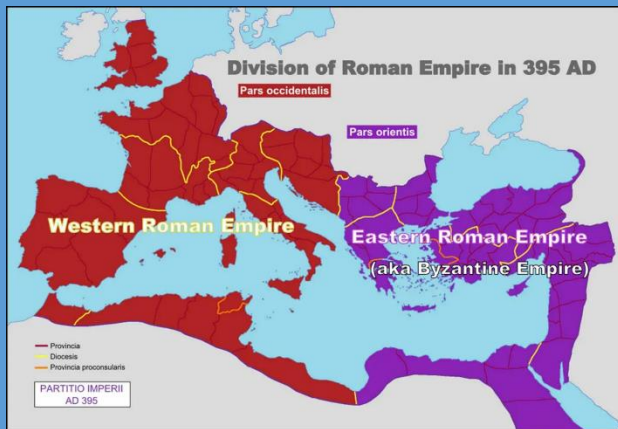 Division of Roman Empire in 395 AD
Pars occidentalis
Pars orientis
Western Roman Empire
Eastern Roman Empire
(aka Byzantine Empire)
Provincia
Diocesis
Provincia proconsularis
PARTITIO IMPERII
AD 395